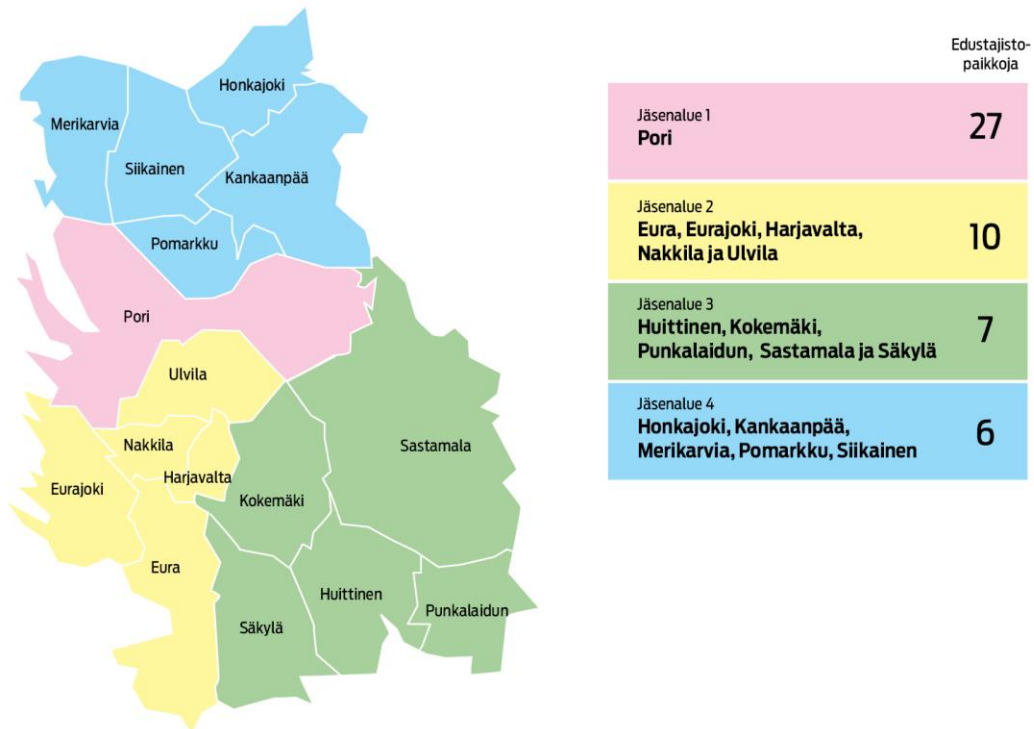 Honkajoki
Merikarvia
Siikainen
Kankaanpää
Pomarkku
Pori
Ulvila
Nakkila
Harjavalta
Eurajoki
Kokemäki
Sastamala
Eura
Huittinen
Punkalaidun
Säkylä
Edustajisto-
paikkoja
Jäsenalue 1
Pori
27
Jäsenalue 2
Eura, Eurajoki, Harjavalta,
Nakkila ja Ulvila
10
Jäsenalue 3
Huittinen, Kokemäki,
Punkalaidun, Sastamala ja Säkylä
7
Jäsenalue 4
Honkajoki, Kankaanpää,
Merikarvia, Pomarkku, Siikainen
6